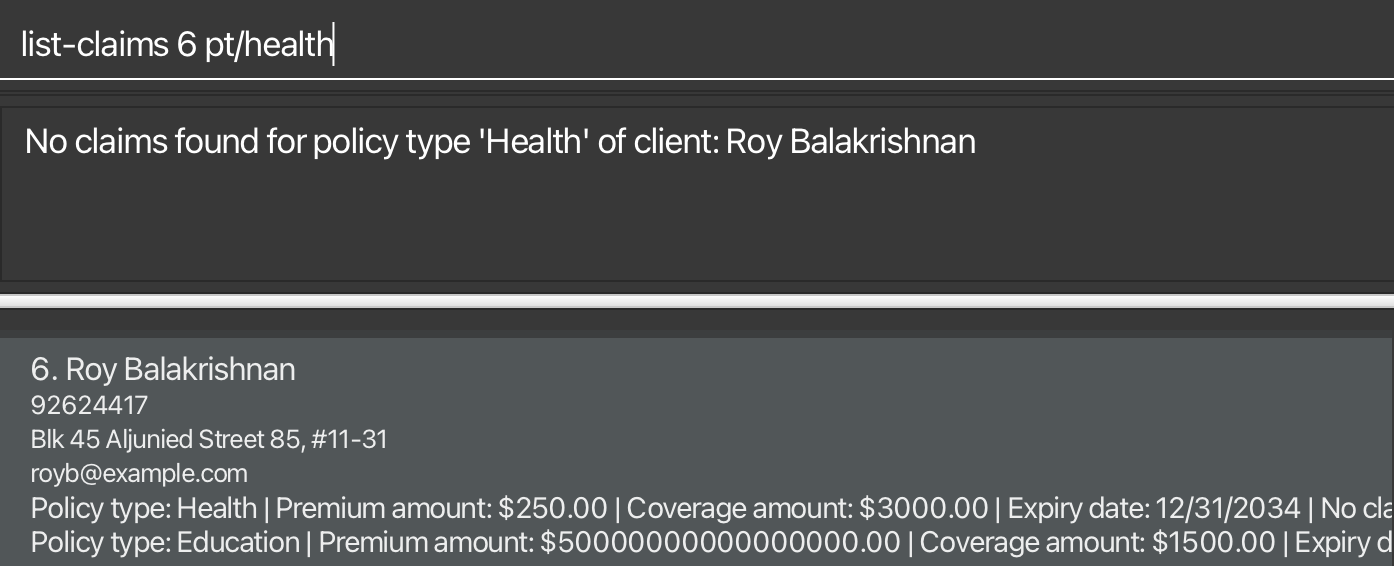 list-claims 6 pt/health
No claims found for policy type 'Health' of client: Roy Balakrishnan
6. Roy Balakrishnan
92624417
Blk 45 Aljunied Street 85, #11-31
royb@example.com
Policy type: Health | Premium amount: $250.00 | Coverage amount: $3000.00 | Expiry date: 12/31/2034 | No cla
Policy type: Education | Premium amount: $50000000000000000.00 | Coverage amount: $1500.00 | Expiry d